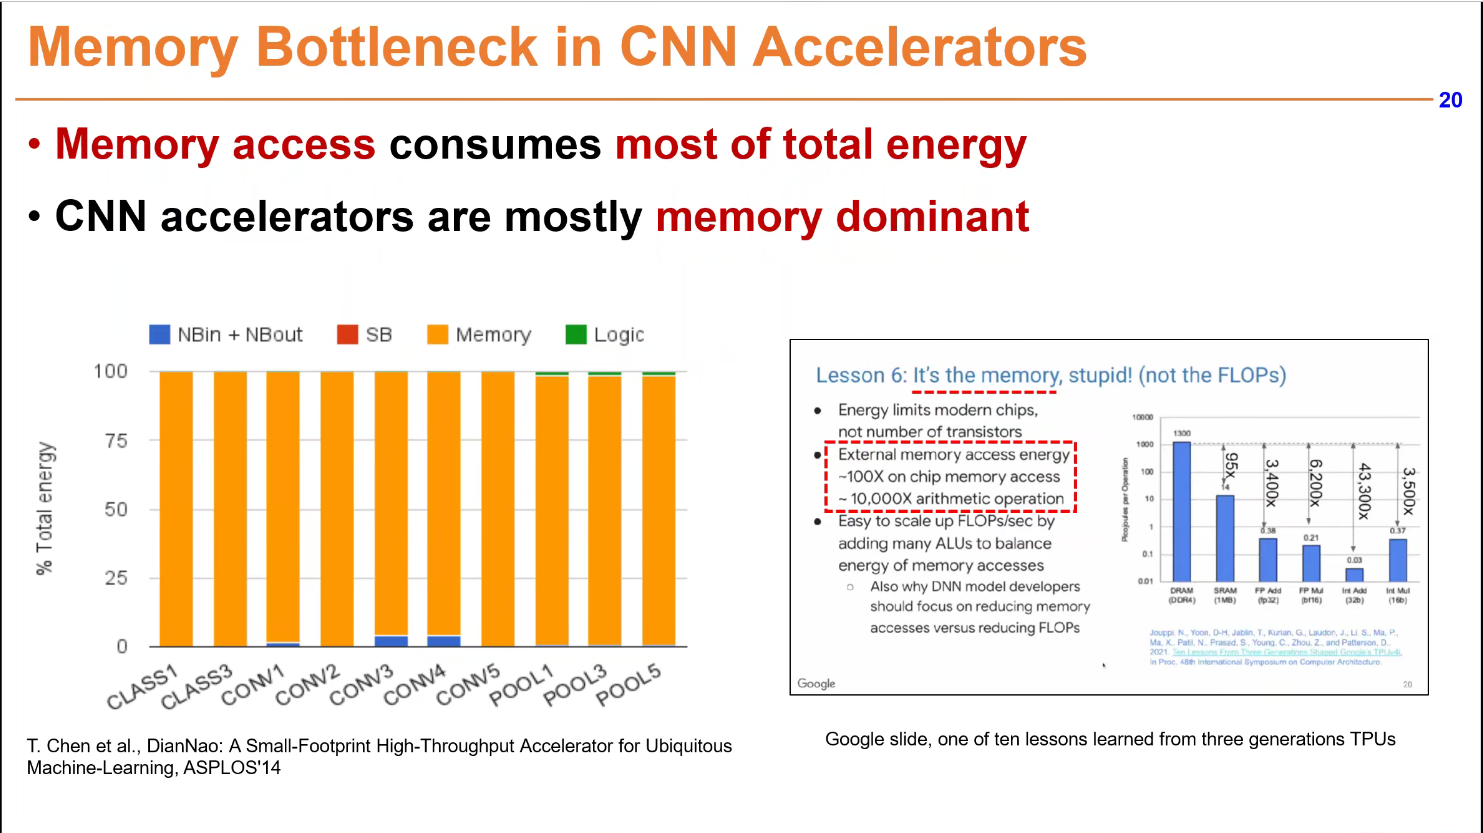 Memory Bottleneck in CNN Accelerators
20
• Memory access consumes most of total energy
• CNN accelerators are mostly memory dominant
NBin + NBout SB Memory Logic
100
75
50
25
0
% Total energy
CLASS1 CLASS3 CONV1 CONV2 CONV3 CONV4 CONV5 POOL1 POOL3 POOL5
T. Chen et al., DianNao: A Small-Footprint High-Throughput Accelerator for Ubiquitous
Machine-Learning, ASPLOS'14
Lesson 6: It's the memory, stupid! (not the FLOPs)
● Energy limits modern chips,
not number of transistors
● External memory access energy
~100X on chip memory access
~ 10,000X arithmetic operation
● Easy to scale up FLOPs/sec by
adding many ALUs to balance
energy of memory accesses
○ Also why DNN model developers
should focus on reducing memory
accesses versus reducing FLOPs
Picojoules per Operation
10000
1000
100
10
1
0.1
0.01
1300
14
0.38
0.21
0.03
0.37
95x
3,400x
6,200x
43,300x
3,500x
DRAM SRAM FP Add FP Mul Int Add Int Mul
(DDR4) (1MB) (fp32) (bf16) (32b) (16b)
Jouppi, N., Yoon, D-H, Jablin, T., Kurian, G., Laudon, J., Li, S., Ma, P.,
Ma, X., Patil, N., Prasad, S., Young, C., Zhou, Z., and Patterson, D.,
2021. Ten Lessons From Three Generations Shaped Google's TPUv4i,
In Proc. 48th International Symposium on Computer Architecture.
Google
20
Google slide, one of ten lessons learned from three generations TPUs